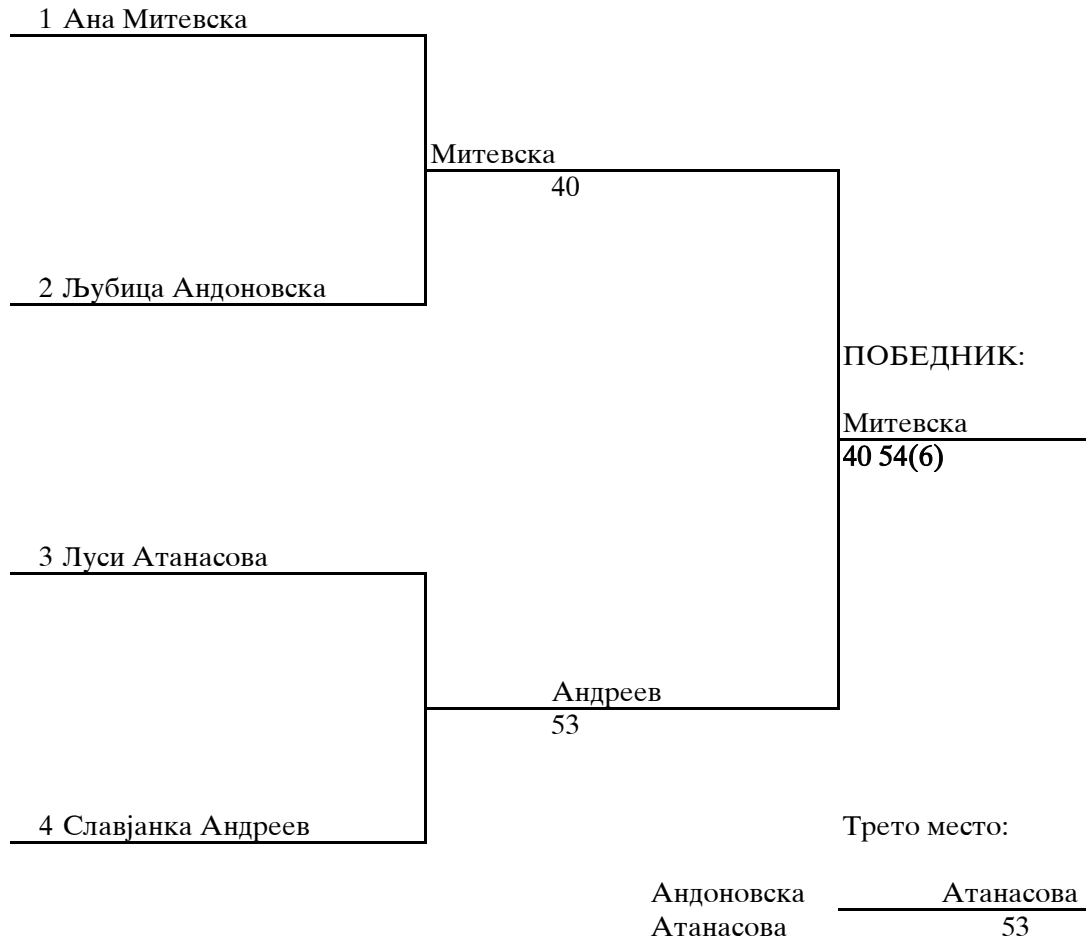 1 Ана Митевска
Митевска
40
2 Љубица Андоновска
ПОБЕДНИК:
Митевска
40 54(6)
3 Луси Атанасова
Андреев
53
4 Славјанка Андреев
Трето место:
Андоновска Атанасова
Атанасова 53